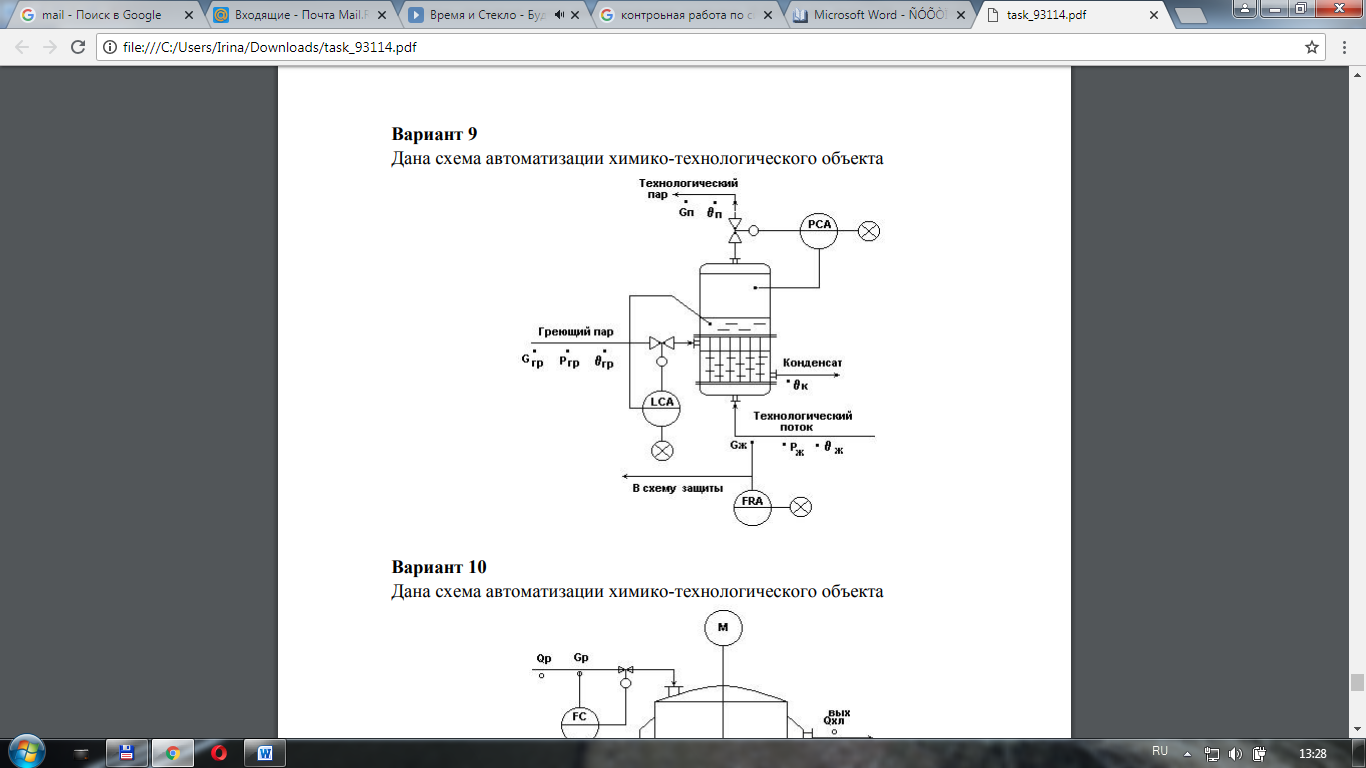 mail - Поиск в Google
Входящие - Почта Mail.R
Время и Стекло - Буд
контроьная работа по с
Microsoft Word - ÑÓÕÒ
task_93114.pdf
file:///C:/Users/Irina/Downloads/task_93114.pdf
Вариант 9
Дана схема автоматизации химико-технологического объекта
Технологический
пар
Gп θп
PCA
Греющий пар
Gгр Pгр θгр
Конденсат
θк
LCA
Технологический
поток
Gж Pж θж
В схему защиты
FRA
Вариант 10
Дана схема автоматизации химико-технологического объекта
M
Qр Gр
FC
вых
Qхл
RU
13:28